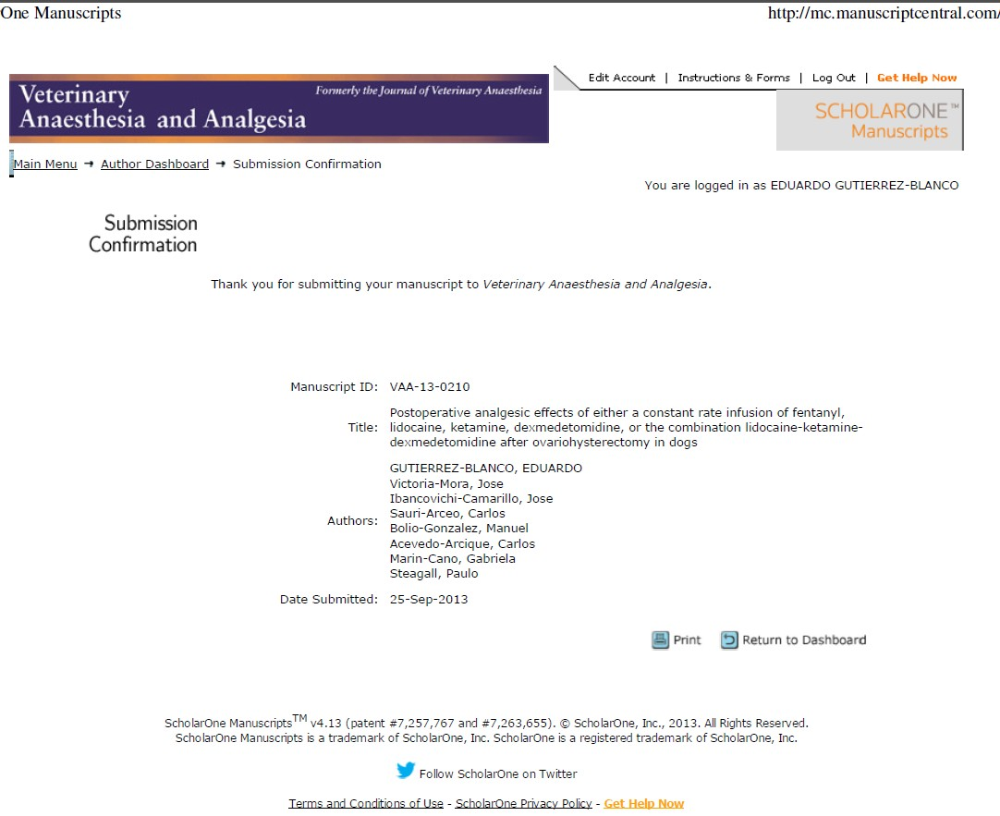 One Manuscripts
http://mc.manuscriptcentral.com/
Veterinary
Anaesthesia and Analgesia
Formerly the Journal of Veterinary Anaesthesia
Edit Account | Instructions & Forms | Log Out | Get Help Now
SCHOLARONE™
Manuscripts
Main Menu → Author Dashboard → Submission Confirmation
You are logged in as EDUARDO GUTIERREZ-BLANCO
Submission
Confirmation
Thank you for submitting your manuscript to Veterinary Anaesthesia and Analgesia.
Manuscript ID: VAA-13-0210
Title: Postoperative analgesic effects of either a constant rate infusion of fentanyl,
lidocaine, ketamine, dexmedetomidine, or the combination lidocaine-ketamine-
dexmedetomidine after ovariohysterectomy in dogs
Authors: GUTIERREZ-BLANCO, EDUARDO
Victoria-Mora, Jose
Ibancovichi-Camarillo, Jose
Sauri-Arceo, Carlos
Bolio-Gonzalez, Manuel
Acevedo-Arcique, Carlos
Marin-Cano, Gabriela
Steagall, Paulo
Date Submitted: 25-Sep-2013
Print Return to Dashboard
ScholarOne Manuscripts™ v4.13 (patent #7,257,767 and #7,263,655). © ScholarOne, Inc., 2013. All Rights Reserved.
ScholarOne Manuscripts is a trademark of ScholarOne, Inc. ScholarOne is a registered trademark of ScholarOne, Inc.
Follow ScholarOne on Twitter
Terms and Conditions of Use - ScholarOne Privacy Policy - Get Help Now